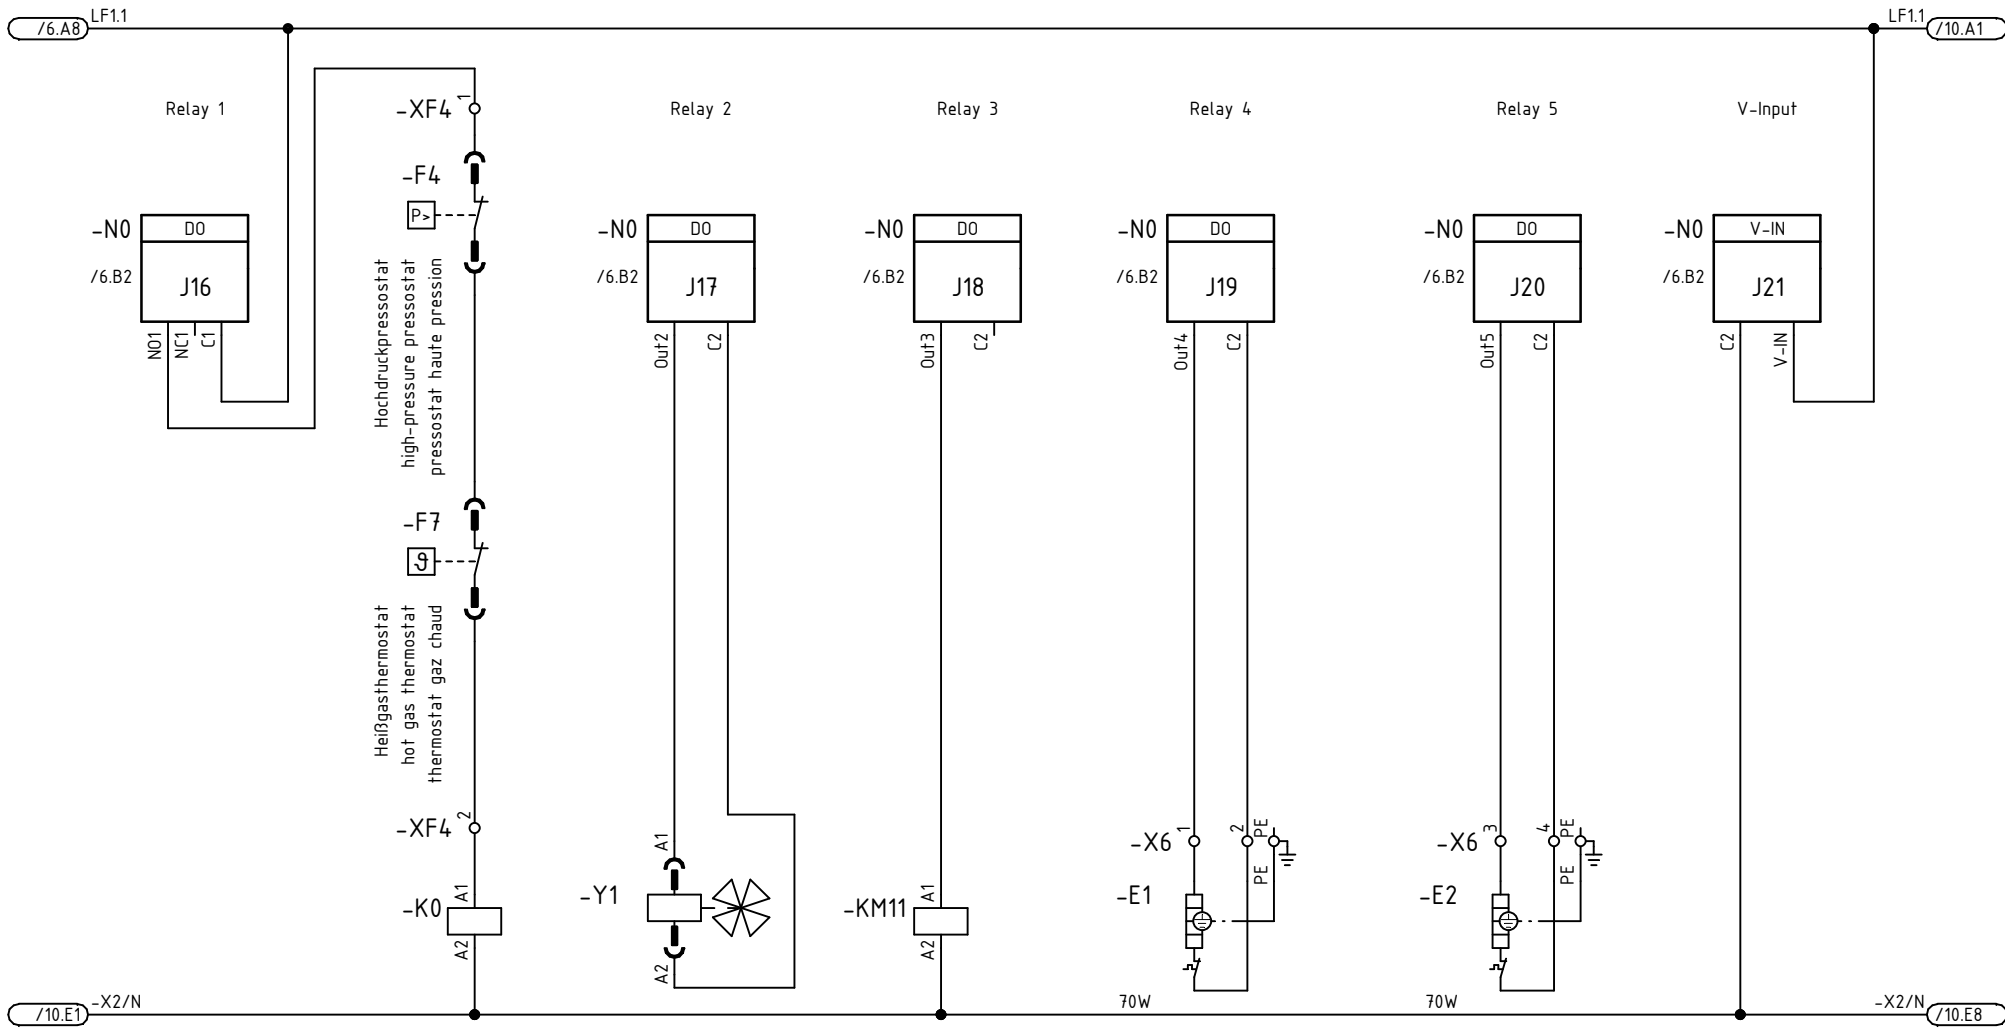 LF1.1
/6.A8
LF1.1
/10.A1
Relay 1
-XF4
1
Relay 2
Relay 3
Relay 4
Relay 5
V-Input
-F4
P>
-N0
/6.B2
DO
J16
NO1
NC1
C1
Hochdruckpressostat
high-pressure pressostat
pressostat haute pression
-N0
/6.B2
DO
J17
Out2
C2
-N0
/6.B2
DO
J18
Out3
C2
-N0
/6.B2
DO
J19
Out4
C2
-N0
/6.B2
DO
J20
Out5
C2
-N0
/6.B2
V-IN
J21
C2
V-IN
-F7
ϑ
Heißgasthermostat
hot gas thermostat
thermostat gaz chaud
-XF4
2
-K0
A1
A2
-Y1
A1
A2
-KM11
A1
A2
-X6
1
2
PE
PE
-E1
70W
-X6
3
4
PE
PE
-E2
70W
-X2/N
/10.E1
-X2/N
/10.E8